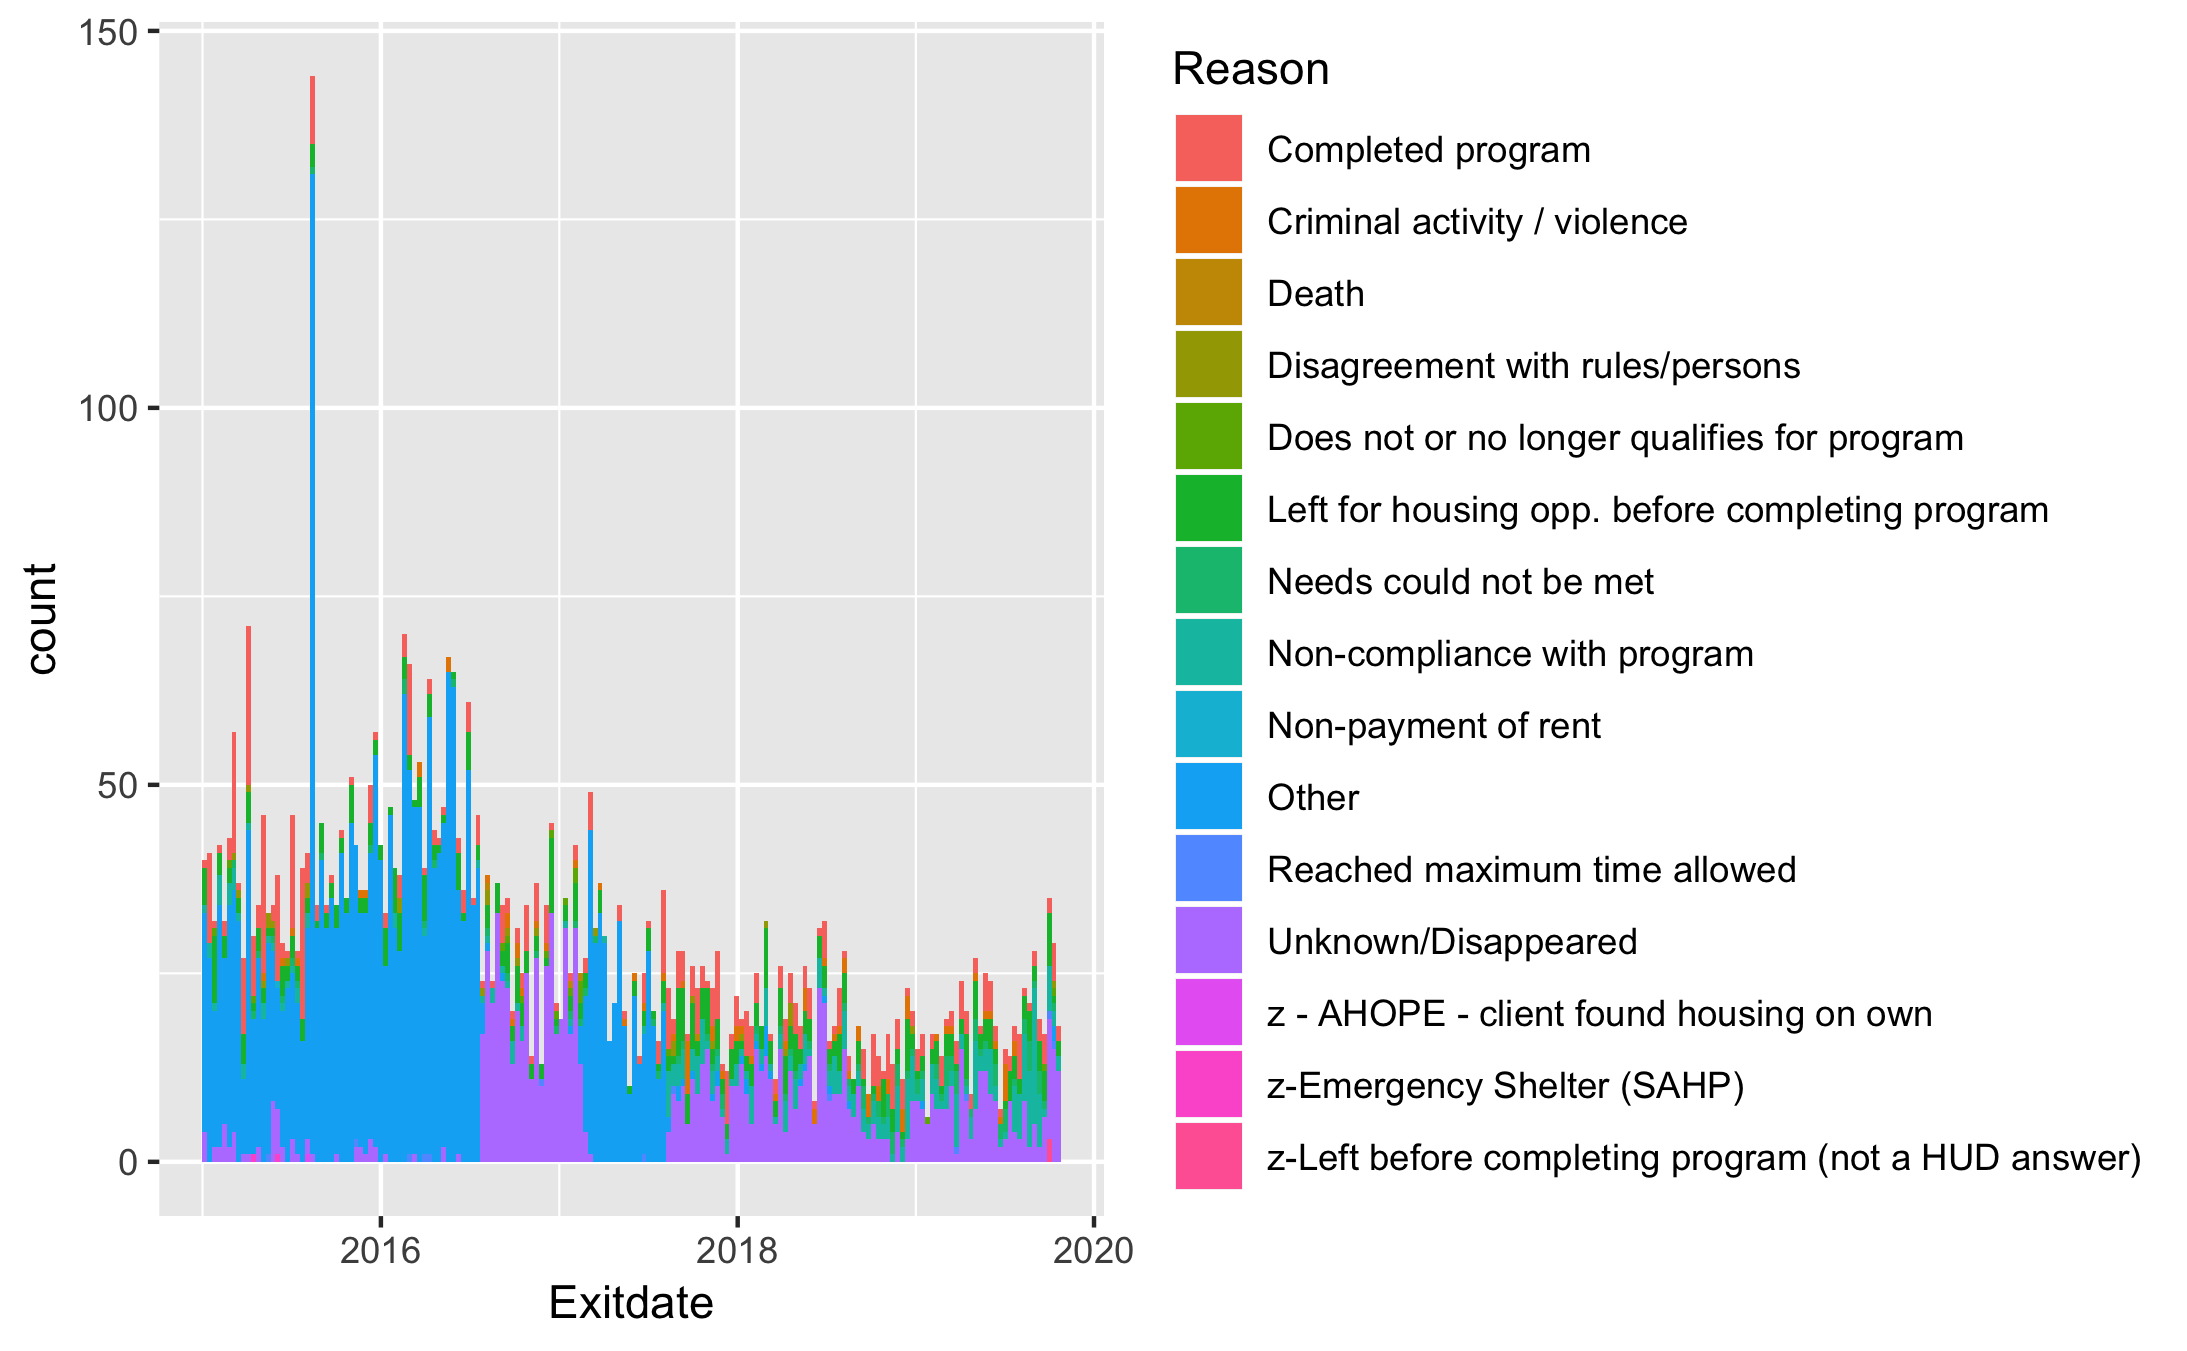 150
100
50
0
count
2016
2018
2020
Exitdate
Reason
Completed program
Criminal activity / violence
Death
Disagreement with rules/persons
Does not or no longer qualifies for program
Left for housing opp. before completing program
Needs could not be met
Non-compliance with program
Non-payment of rent
Other
Reached maximum time allowed
Unknown/Disappeared
z - AHOPE - client found housing on own
z-Emergency Shelter (SAHP)
z-Left before completing program (not a HUD answer)